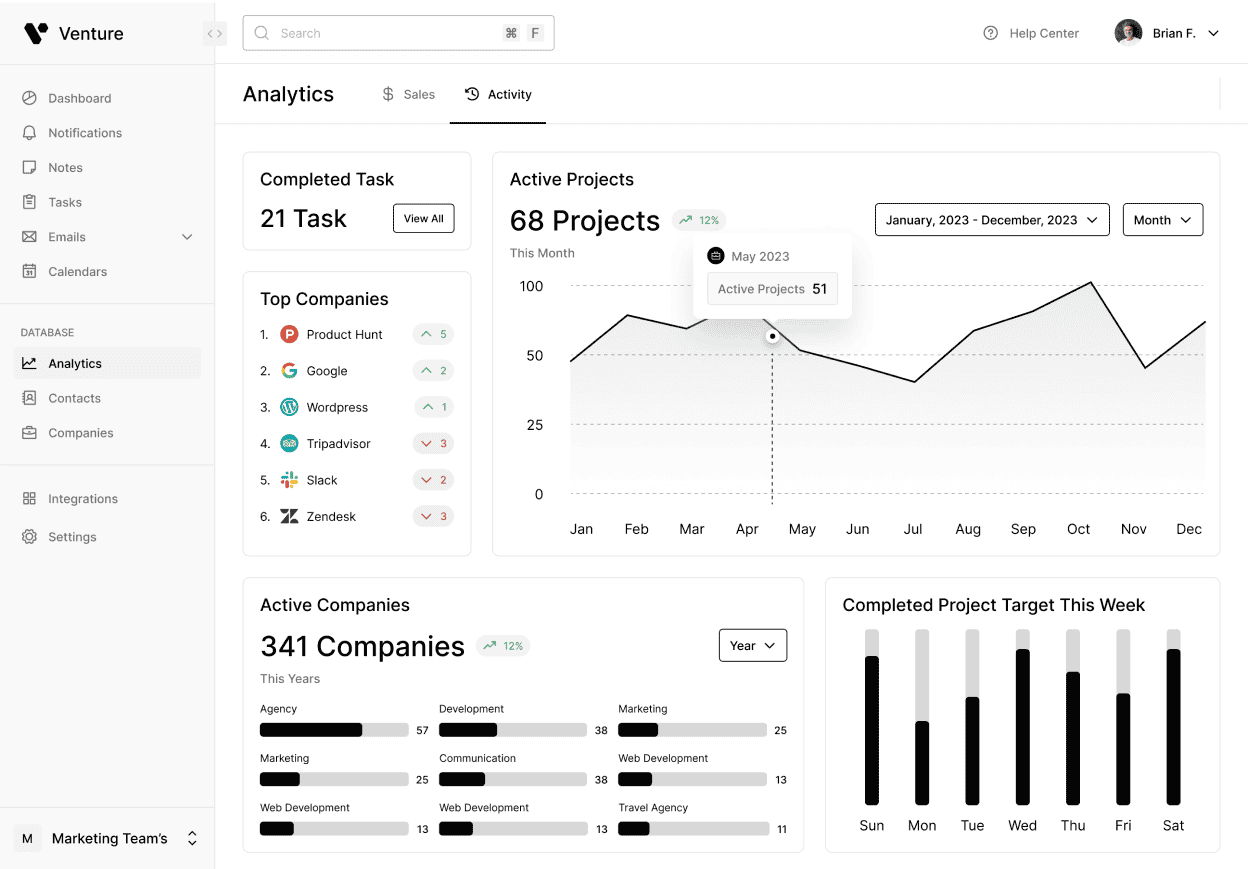 Venture
Search
⌘ F
Help Center
Brian F.
Dashboard
Notifications
Notes
Tasks
Emails
31 Calendars
DATABASE
Analytics
Contacts
Companies
Integrations
Settings
M Marketing Team's
Analytics
$ Sales
Activity
Completed Task
21 Task
View All
Top Companies
1. P Product Hunt 5
2. G Google 2
3. W Wordpress 1
4. Tripadvisor 3
5. Slack 2
6. Zendesk 3
Active Projects
68 Projects 12%
This Month
January, 2023 - December, 2023
Month
May 2023
Active Projects 51
100
50
25
0
Jan Feb Mar Apr May Jun Jul Aug Sep Oct Nov Dec
Active Companies
341 Companies 12%
This Years
Year
Agency Development Marketing
57 38 25
Marketing Communication Web Development
25 38 13
Web Development Web Development Travel Agency
13 13 11
Completed Project Target This Week
Sun Mon Tue Wed Thu Fri Sat